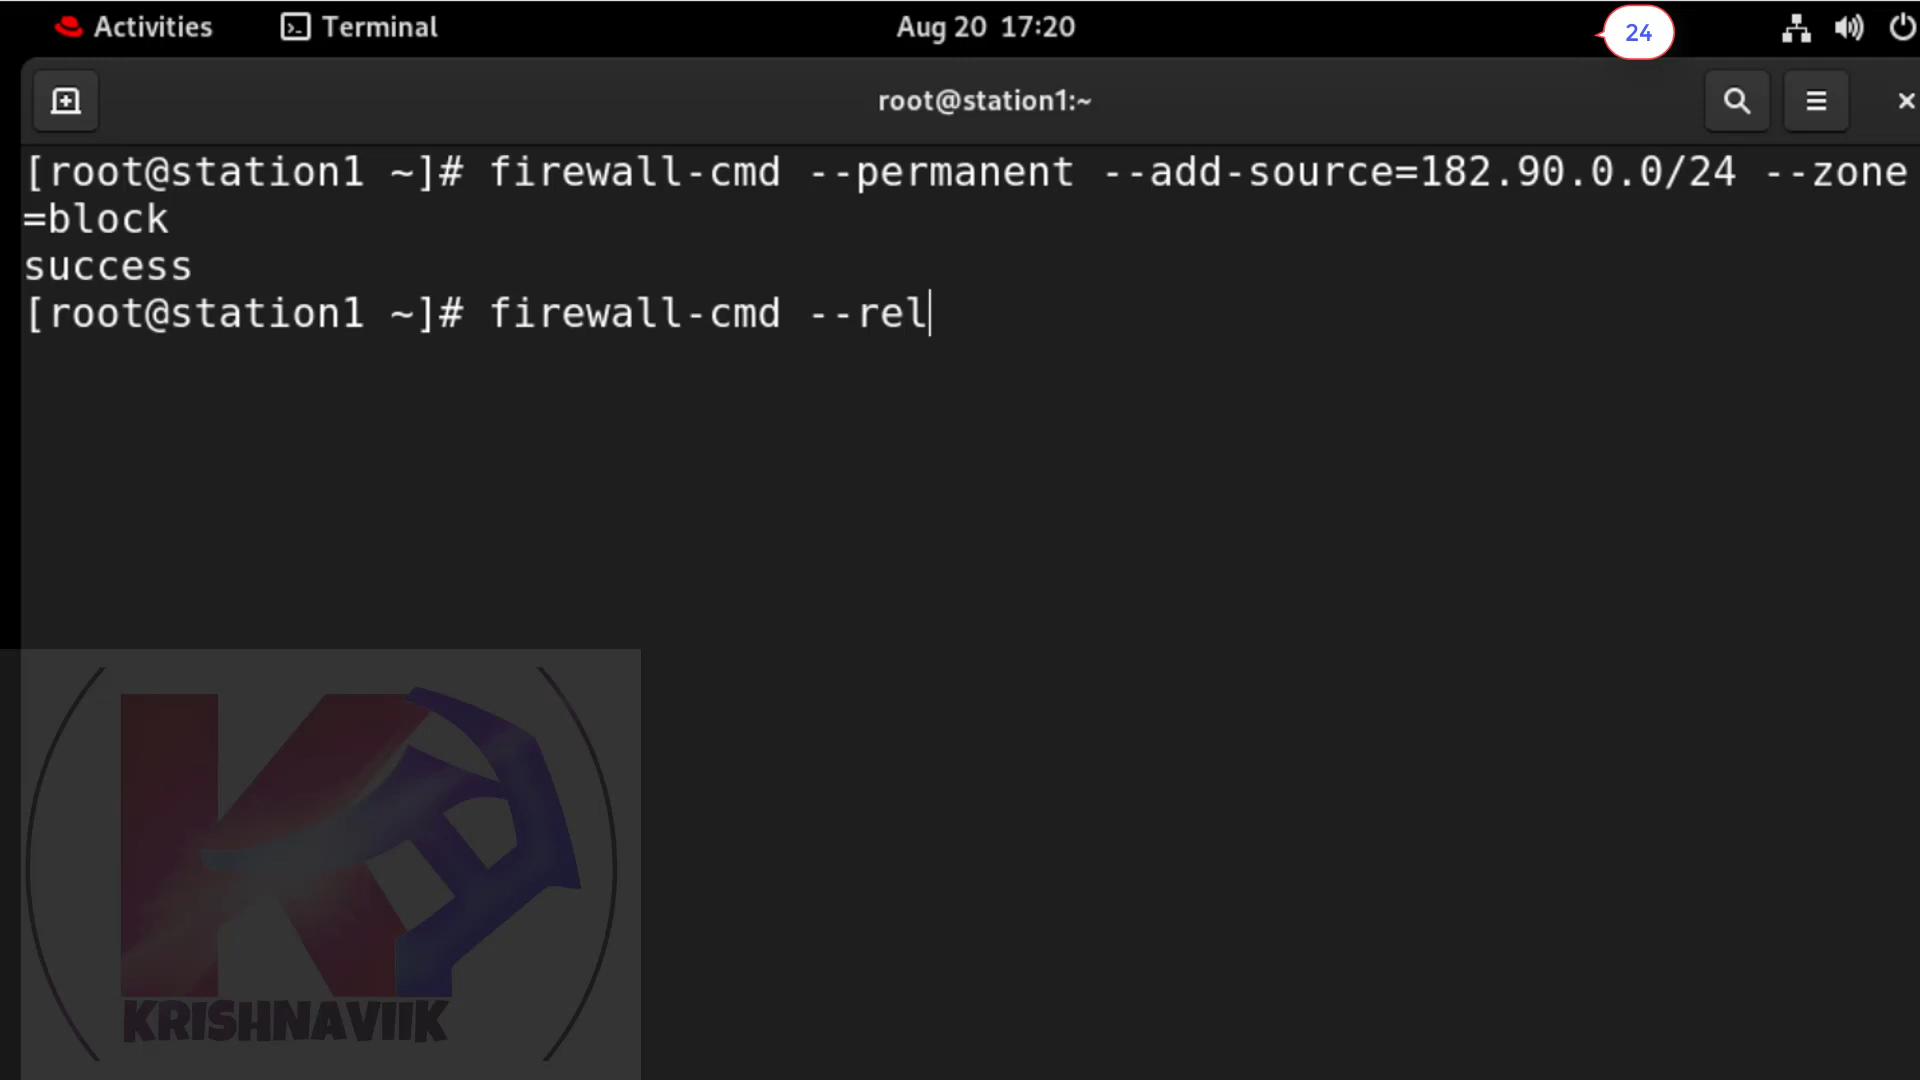 Activities Terminal Aug 20 17:20 24
root@station1:~
[root@station1 ~]# firewall-cmd --permanent --add-source=182.90.0.0/24 --zone
=block
success
[root@station1 ~]# firewall-cmd --rel
KRISHNAVIIK